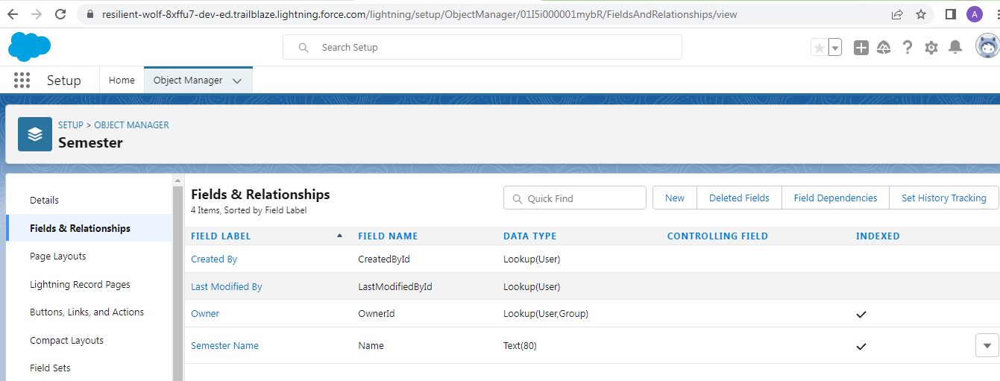 resilient-wolf-8xffu7-dev-ed.trailblaze.lightning.force.com/lightning/setup/ObjectManager/01I5i000001mybR/FieldsAndRelationships/view
A
Search Setup
Setup Home Object Manager
SETUP > OBJECT MANAGER
Semester
Details
Fields & Relationships
Page Layouts
Lightning Record Pages
Buttons, Links, and Actions
Compact Layouts
Field Sets
Fields & Relationships
4 Items, Sorted by Field Label
Quick Find New Deleted Fields Field Dependencies Set History Tracking
FIELD LABEL FIELD NAME DATA TYPE CONTROLLING FIELD INDEXED
Created By CreatedById Lookup(User)
Last Modified By LastModifiedById Lookup(User)
Owner OwnerId Lookup(User,Group)
Semester Name Name Text(80)